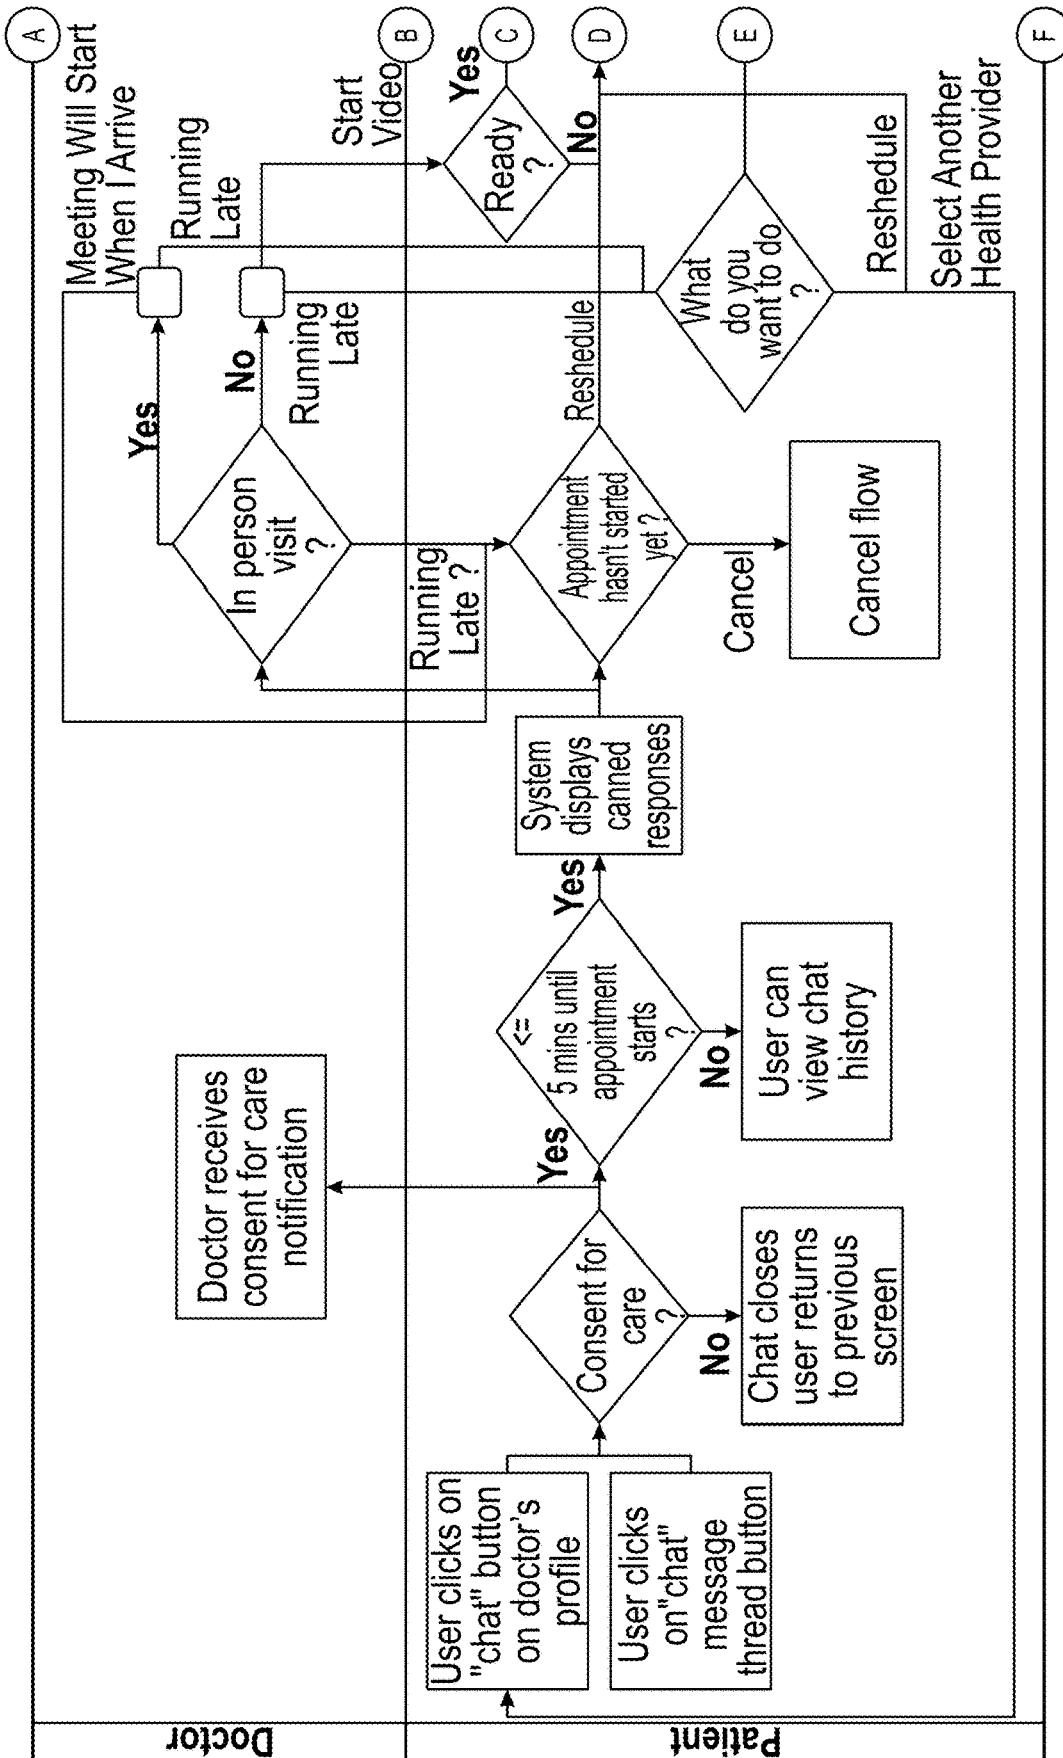 Doctor
Doctor receives
consent for care
notification
In person
visit
?
Yes
No
Meeting Will Start
When I Arrive
Running
Late
Running
Late
Start
Video
A
B
Patient
User clicks on
"chat" button
on doctor's
profile
User clicks
on"chat"
message
thread button
Consent for
care
?
Yes
No
Chat closes
user returns
to previous
screen
<=
5 mins until
appointment
starts
?
Yes
No
User can
view chat
history
System
displays
canned
responses
Running
Late ?
Appointment
hasn't started
yet ?
Reshedule
Cancel
Cancel flow
Ready
?
Yes
No
What
do you
want to do
?
Reshedule
Select Another
Health Provider
C
D
E
F